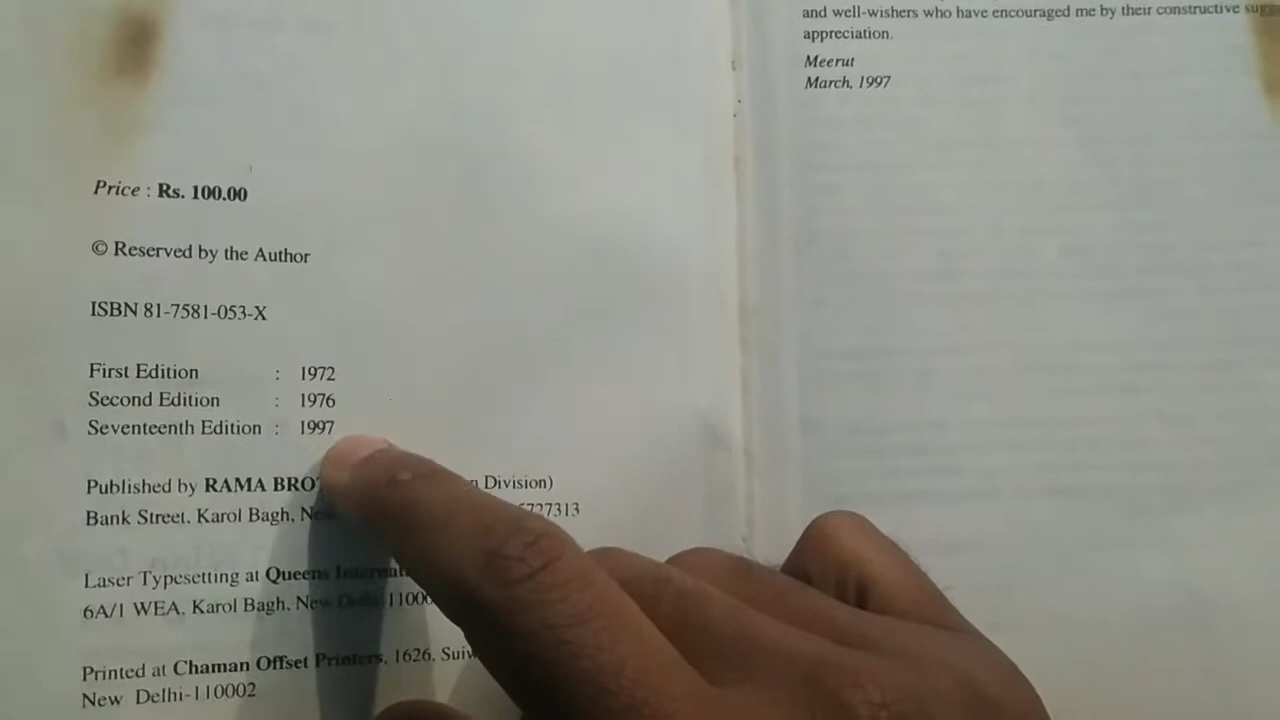 Price : Rs. 100.00
© Reserved by the Author
ISBN 81-7581-053-X
First Edition : 1972
Second Edition : 1976
Seventeenth Edition : 1997
Published by RAMA Division)
Bank Street, Karol Bagh, 727313
Laser Typesetting at Queens
6A/1 WEA, Karol Bagh, New Delhi
Printed at Chaman Offset Printers, 1626,
New Delhi-110002
and well-wishers who have encouraged me by their constructive
appreciation.
Meerut
March, 1997